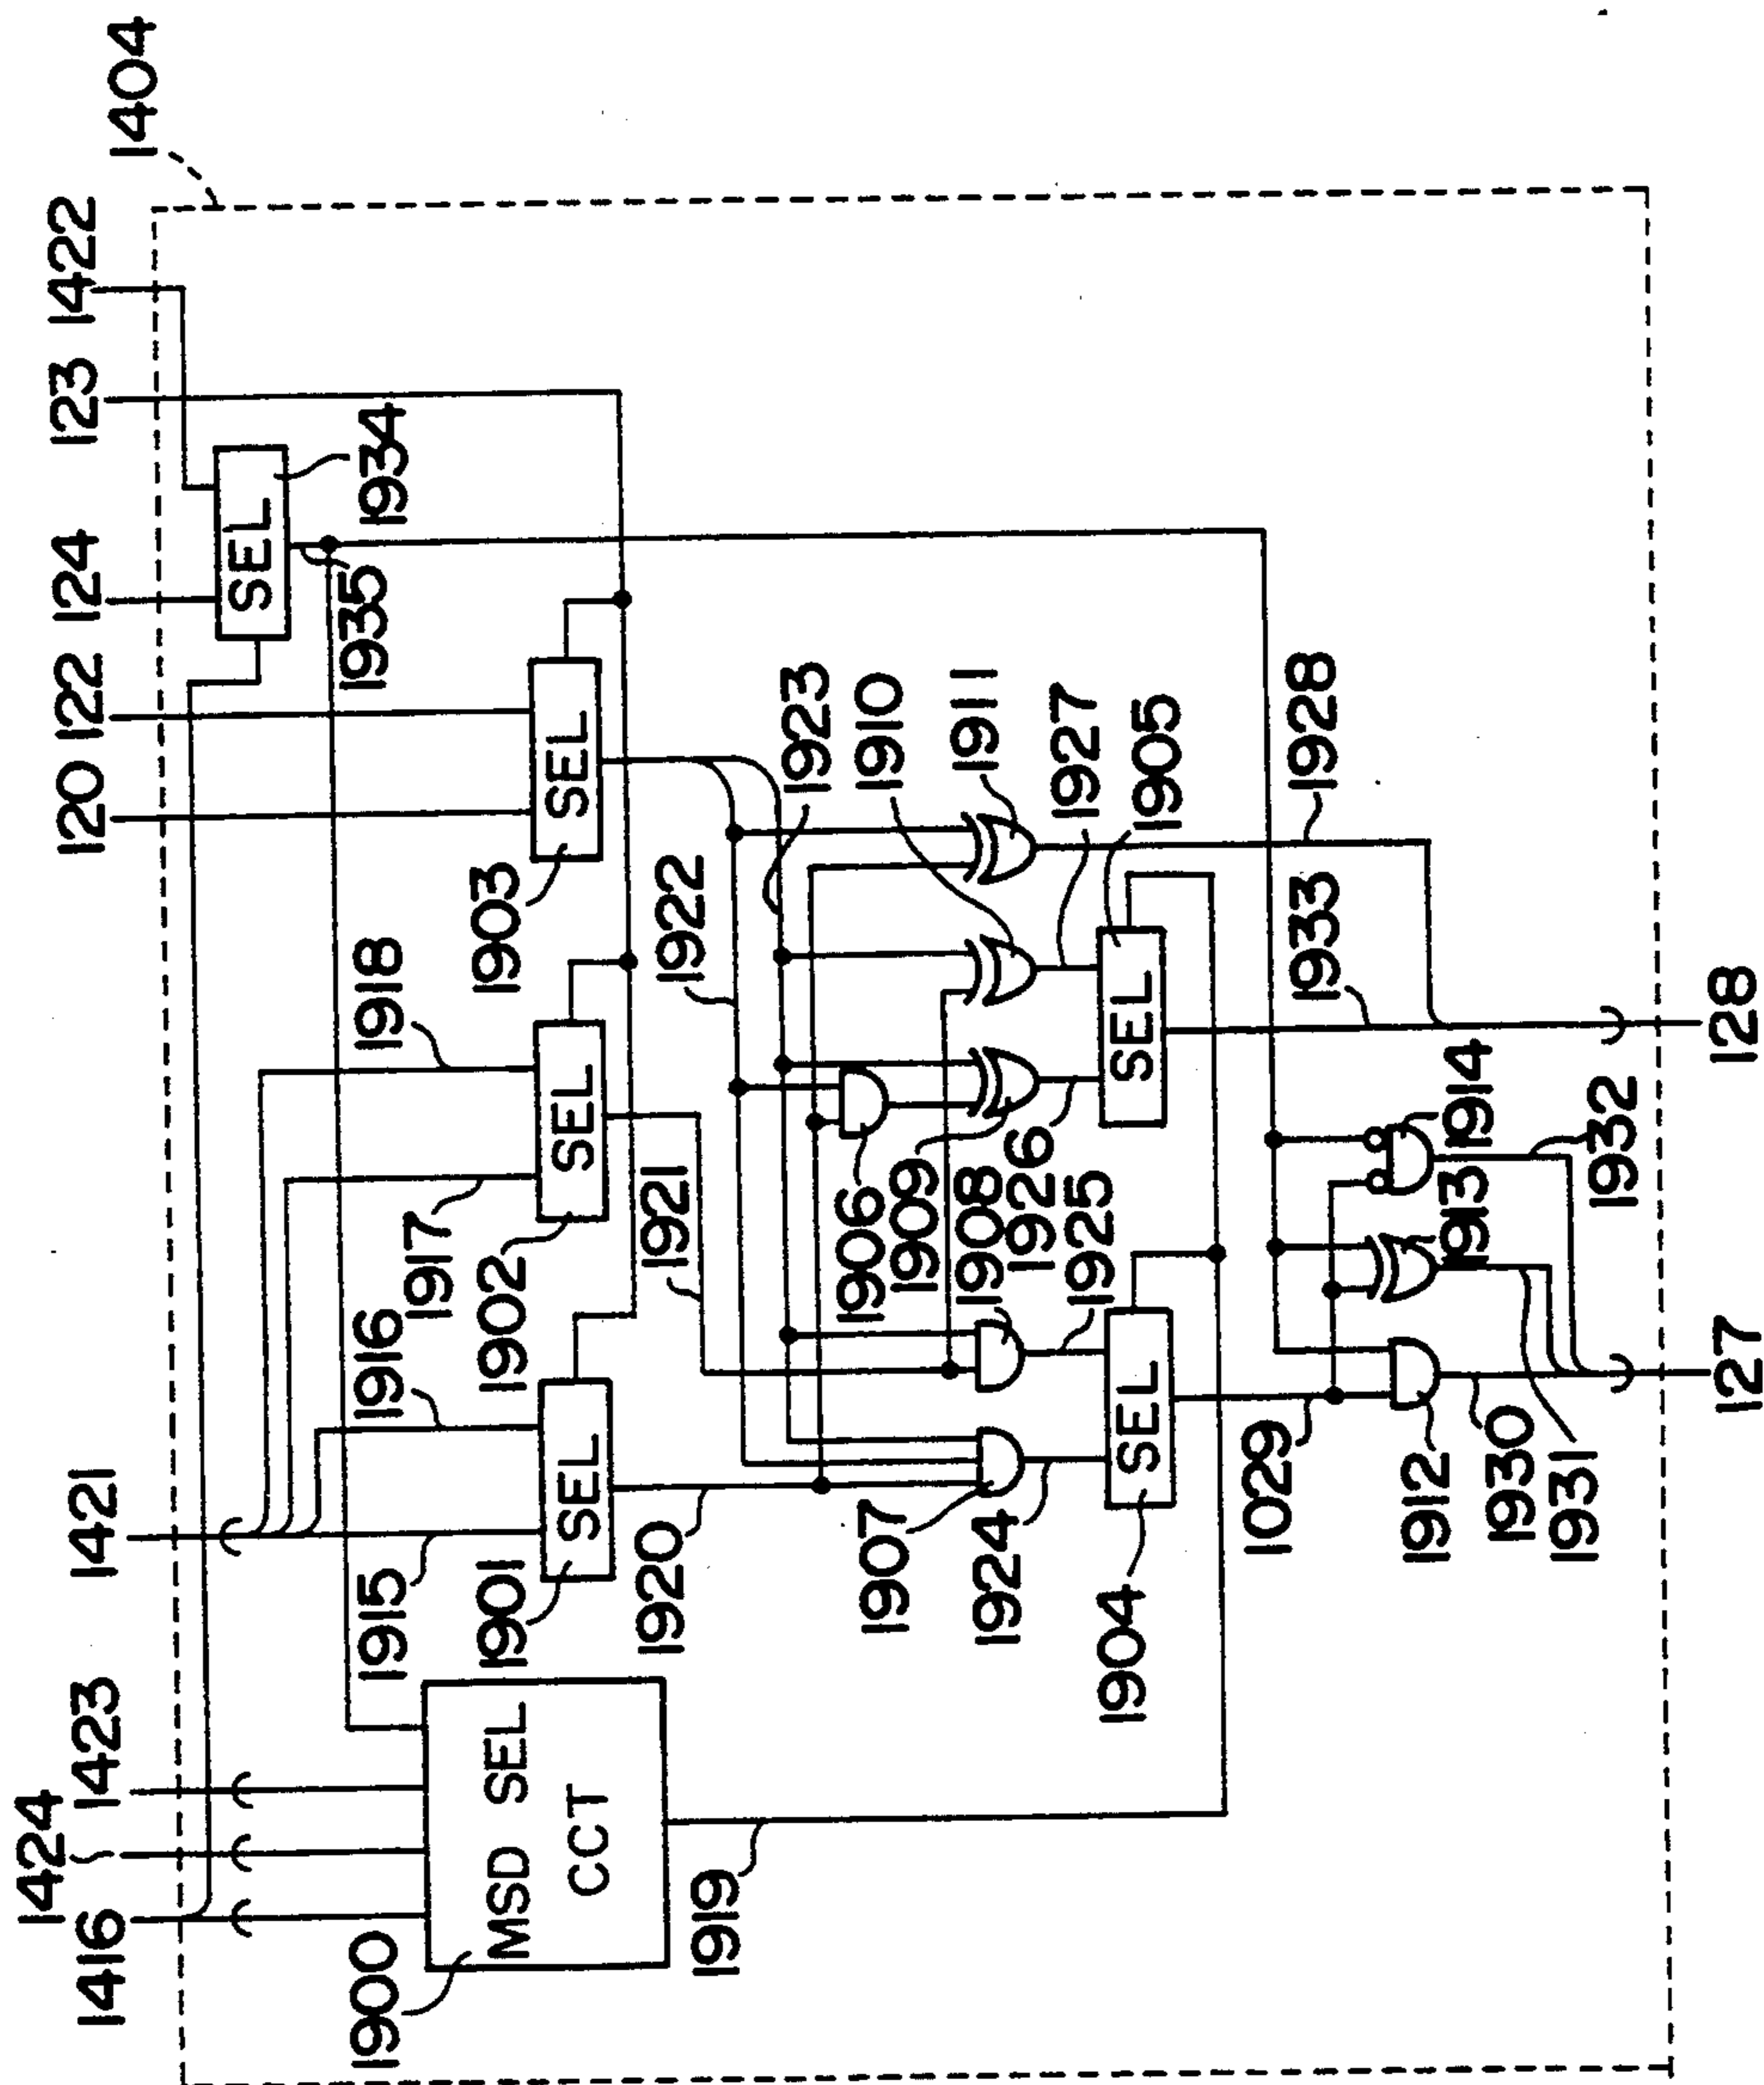 1424
1416 1423 1421 120 122 124 123 1422
1404
SEL
1900 1915 1916 1918 1935 1934
1917
MSD SEL 1901 1902 1903
CCT SEL SEL SEL
1920 1921 1922
1919
1923
1907 1906 1910
1909
1924 1908 1911
1926
1925 1927
1904 SEL SEL 1905
1029 1933 1928
1912 1913 1914
1930
1931 1932
127 128